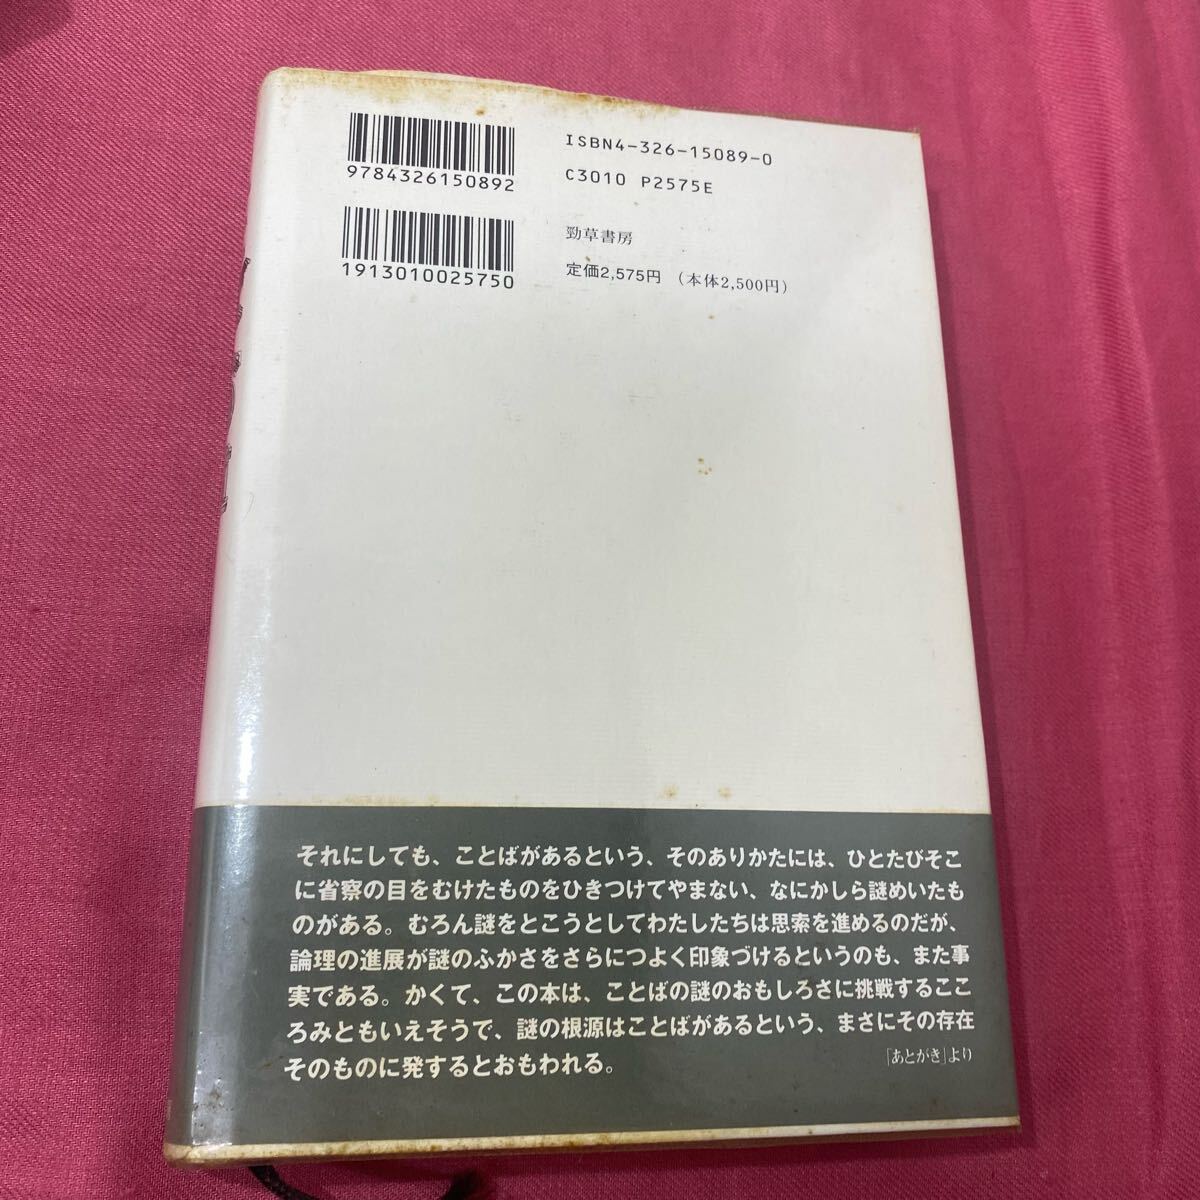 ISBN4-326-15089-0
9784326150892
C3010 P2575E
勁草書房
1913010025750
定価2,575円 (本体2,500円)
それにしても、ことばがあるという、そのありかたには、ひとたびそこ
に省察の目をむけたものをひきつけてやまない、なにかしら謎めいたも
のがある。むろん謎をとこうとしてわたしたちは思索を進めるのだが、
論理の進展が謎のふかさをさらにつよく印象づけるというのも、また事
実である。かくて、この本は、ことばの謎のおもしろさに挑戦するここ
ろみともいえそうで、謎の根源はことばがあるという、まさにその存在
そのものに発するとおもわれる。
「あとがき」より